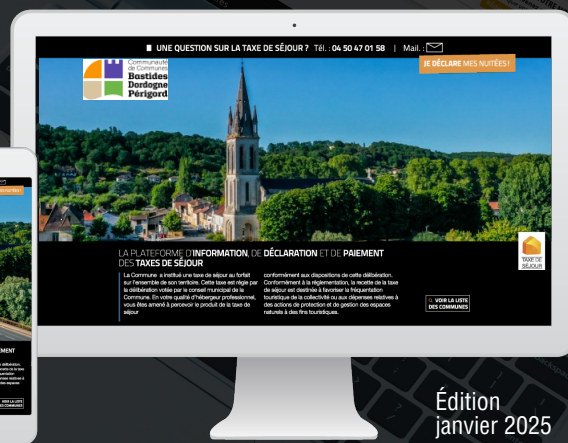 UNE QUESTION SUR LA TAXE DE SÉJOUR ? Tél. : 04 50 47 01 58 | Mail. :
JE DÉCLARE MES NUITÉES !
Communauté
de Communes
Bastides
Dordogne
Périgord
LA PLATEFORME D'INFORMATION, DE DÉCLARATION ET DE PAIEMENT
DES TAXES DE SÉJOUR
La Commune a institué une taxe de séjour au forfait
sur l'ensemble de son territoire. Cette taxe est régie par
la délibération votée par le conseil municipal de la
Commune. En votre qualité d'hébergeur professionnel,
vous êtes amené à percevoir le produit de la taxe de
séjour
conformément aux dispositions de cette délibération.
Conformément à la réglementation, la recette de la taxe
de séjour est destinée à favoriser la fréquentation
touristique de la collectivité ou aux dépenses relatives à
des actions de protection et de gestion des espaces
naturels à des fins touristiques.
TAXE DE
SÉJOUR
VOIR LA LISTE
DES COMMUNES
EMENT
VOIR LA LISTE
DES COMMUNES
Édition
janvier 2025